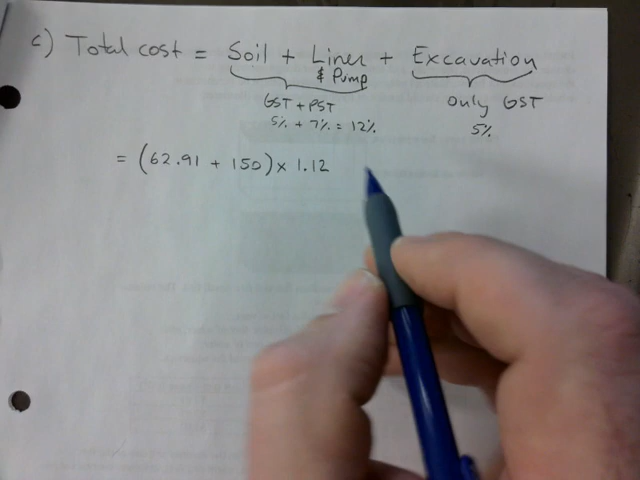 c) Total cost = Soil + Liner + Excavation
& Pump
GST + PST
5% + 7% = 12%
Only GST
5%
= (62.91 + 150) x 1.12